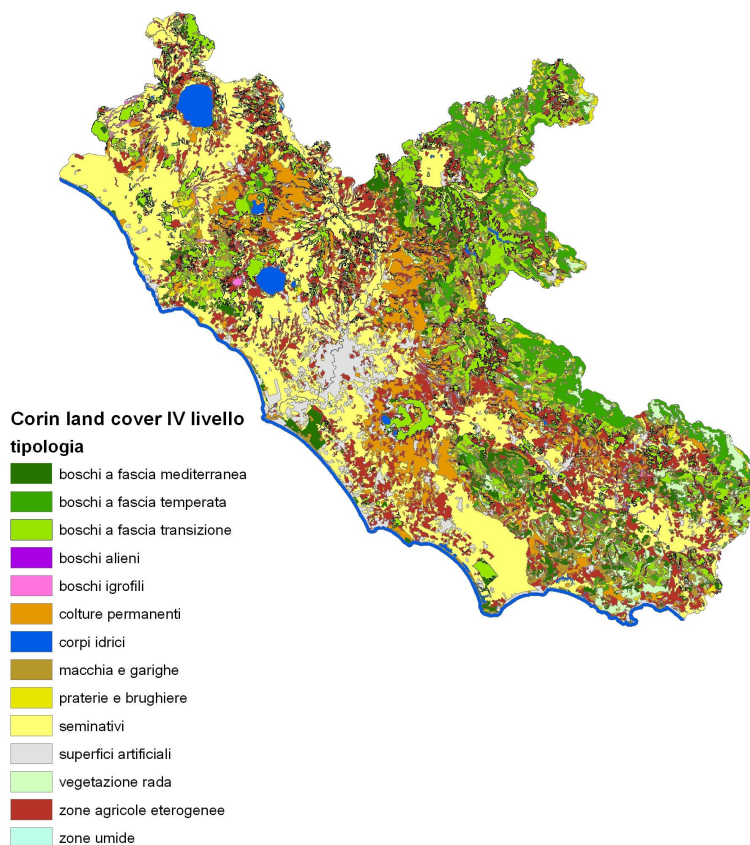 Corin land cover IV livello
tipologia
boschi a fascia mediterranea
boschi a fascia temperata
boschi a fascia transizione
boschi alieni
boschi igrofili
colture permanenti
corpi idrici
macchia e garighe
praterie e brughiere
seminativi
superfici artificiali
vegetazione rada
zone agricole eterogenee
zone umide